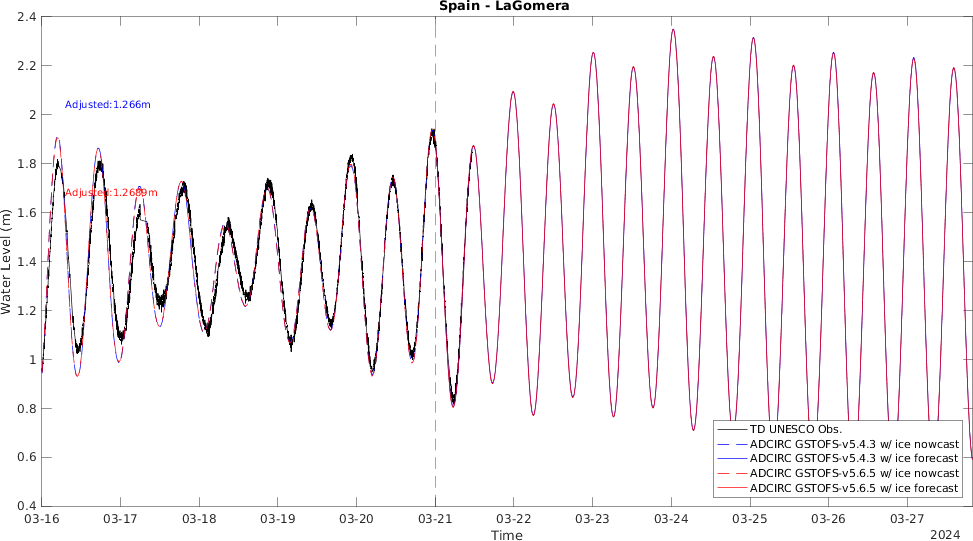 Spain - LaGomera
2.4
2.2
2
1.8
1.6
1.4
1.2
1
0.8
0.6
0.4
Water Level (m)
Adjusted:1.266m
Adjusted:1.2689m
TD UNESCO Obs.
ADCIRC GSTOFS-v5.4.3 w/ ice nowcast
ADCIRC GSTOFS-v5.4.3 w/ ice forecast
ADCIRC GSTOFS-v5.6.5 w/ ice nowcast
ADCIRC GSTOFS-v5.6.5 w/ ice forecast
03-16 03-17 03-18 03-19 03-20 03-21 03-22 03-23 03-24 03-25 03-26 03-27
Time
2024